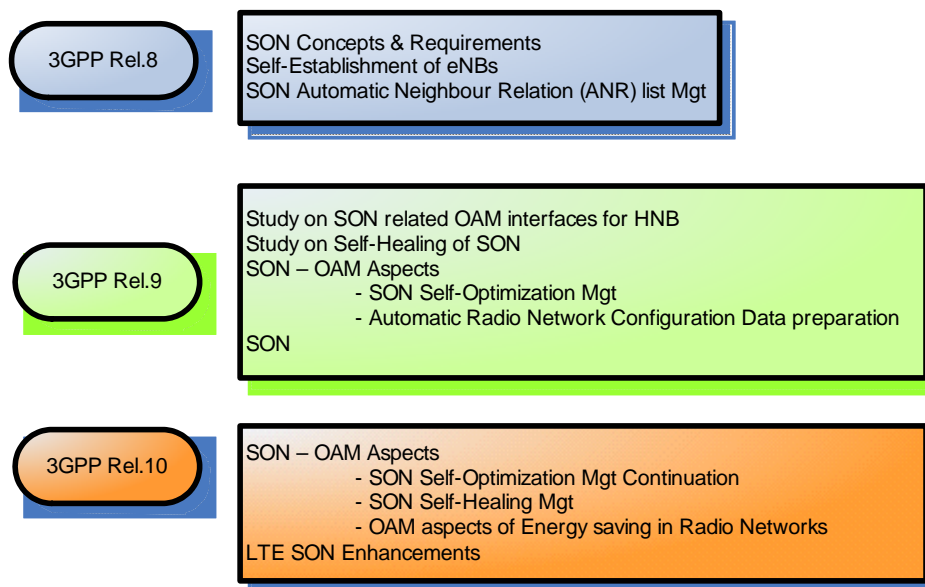 3GPP Rel.8
SON Concepts & Requirements
Self-Establishment of eNBs
SON Automatic Neighbour Relation (ANR) list Mgt
3GPP Rel.9
Study on SON related OAM interfaces for HNB
Study on Self-Healing of SON
SON – OAM Aspects
- SON Self-Optimization Mgt
- Automatic Radio Network Configuration Data preparation
SON
3GPP Rel.10
SON – OAM Aspects
- SON Self-Optimization Mgt Continuation
- SON Self-Healing Mgt
- OAM aspects of Energy saving in Radio Networks
LTE SON Enhancements